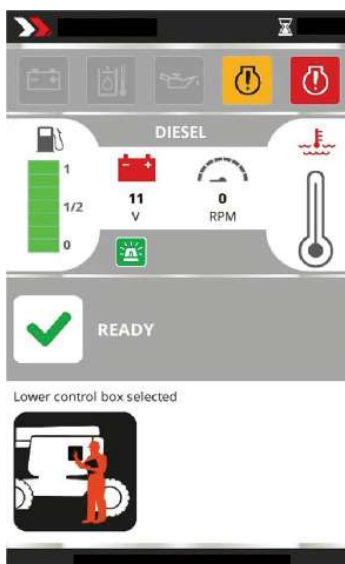 DIESEL
1
1/2
0
11
V
0
RPM
READY
Lower control box selected